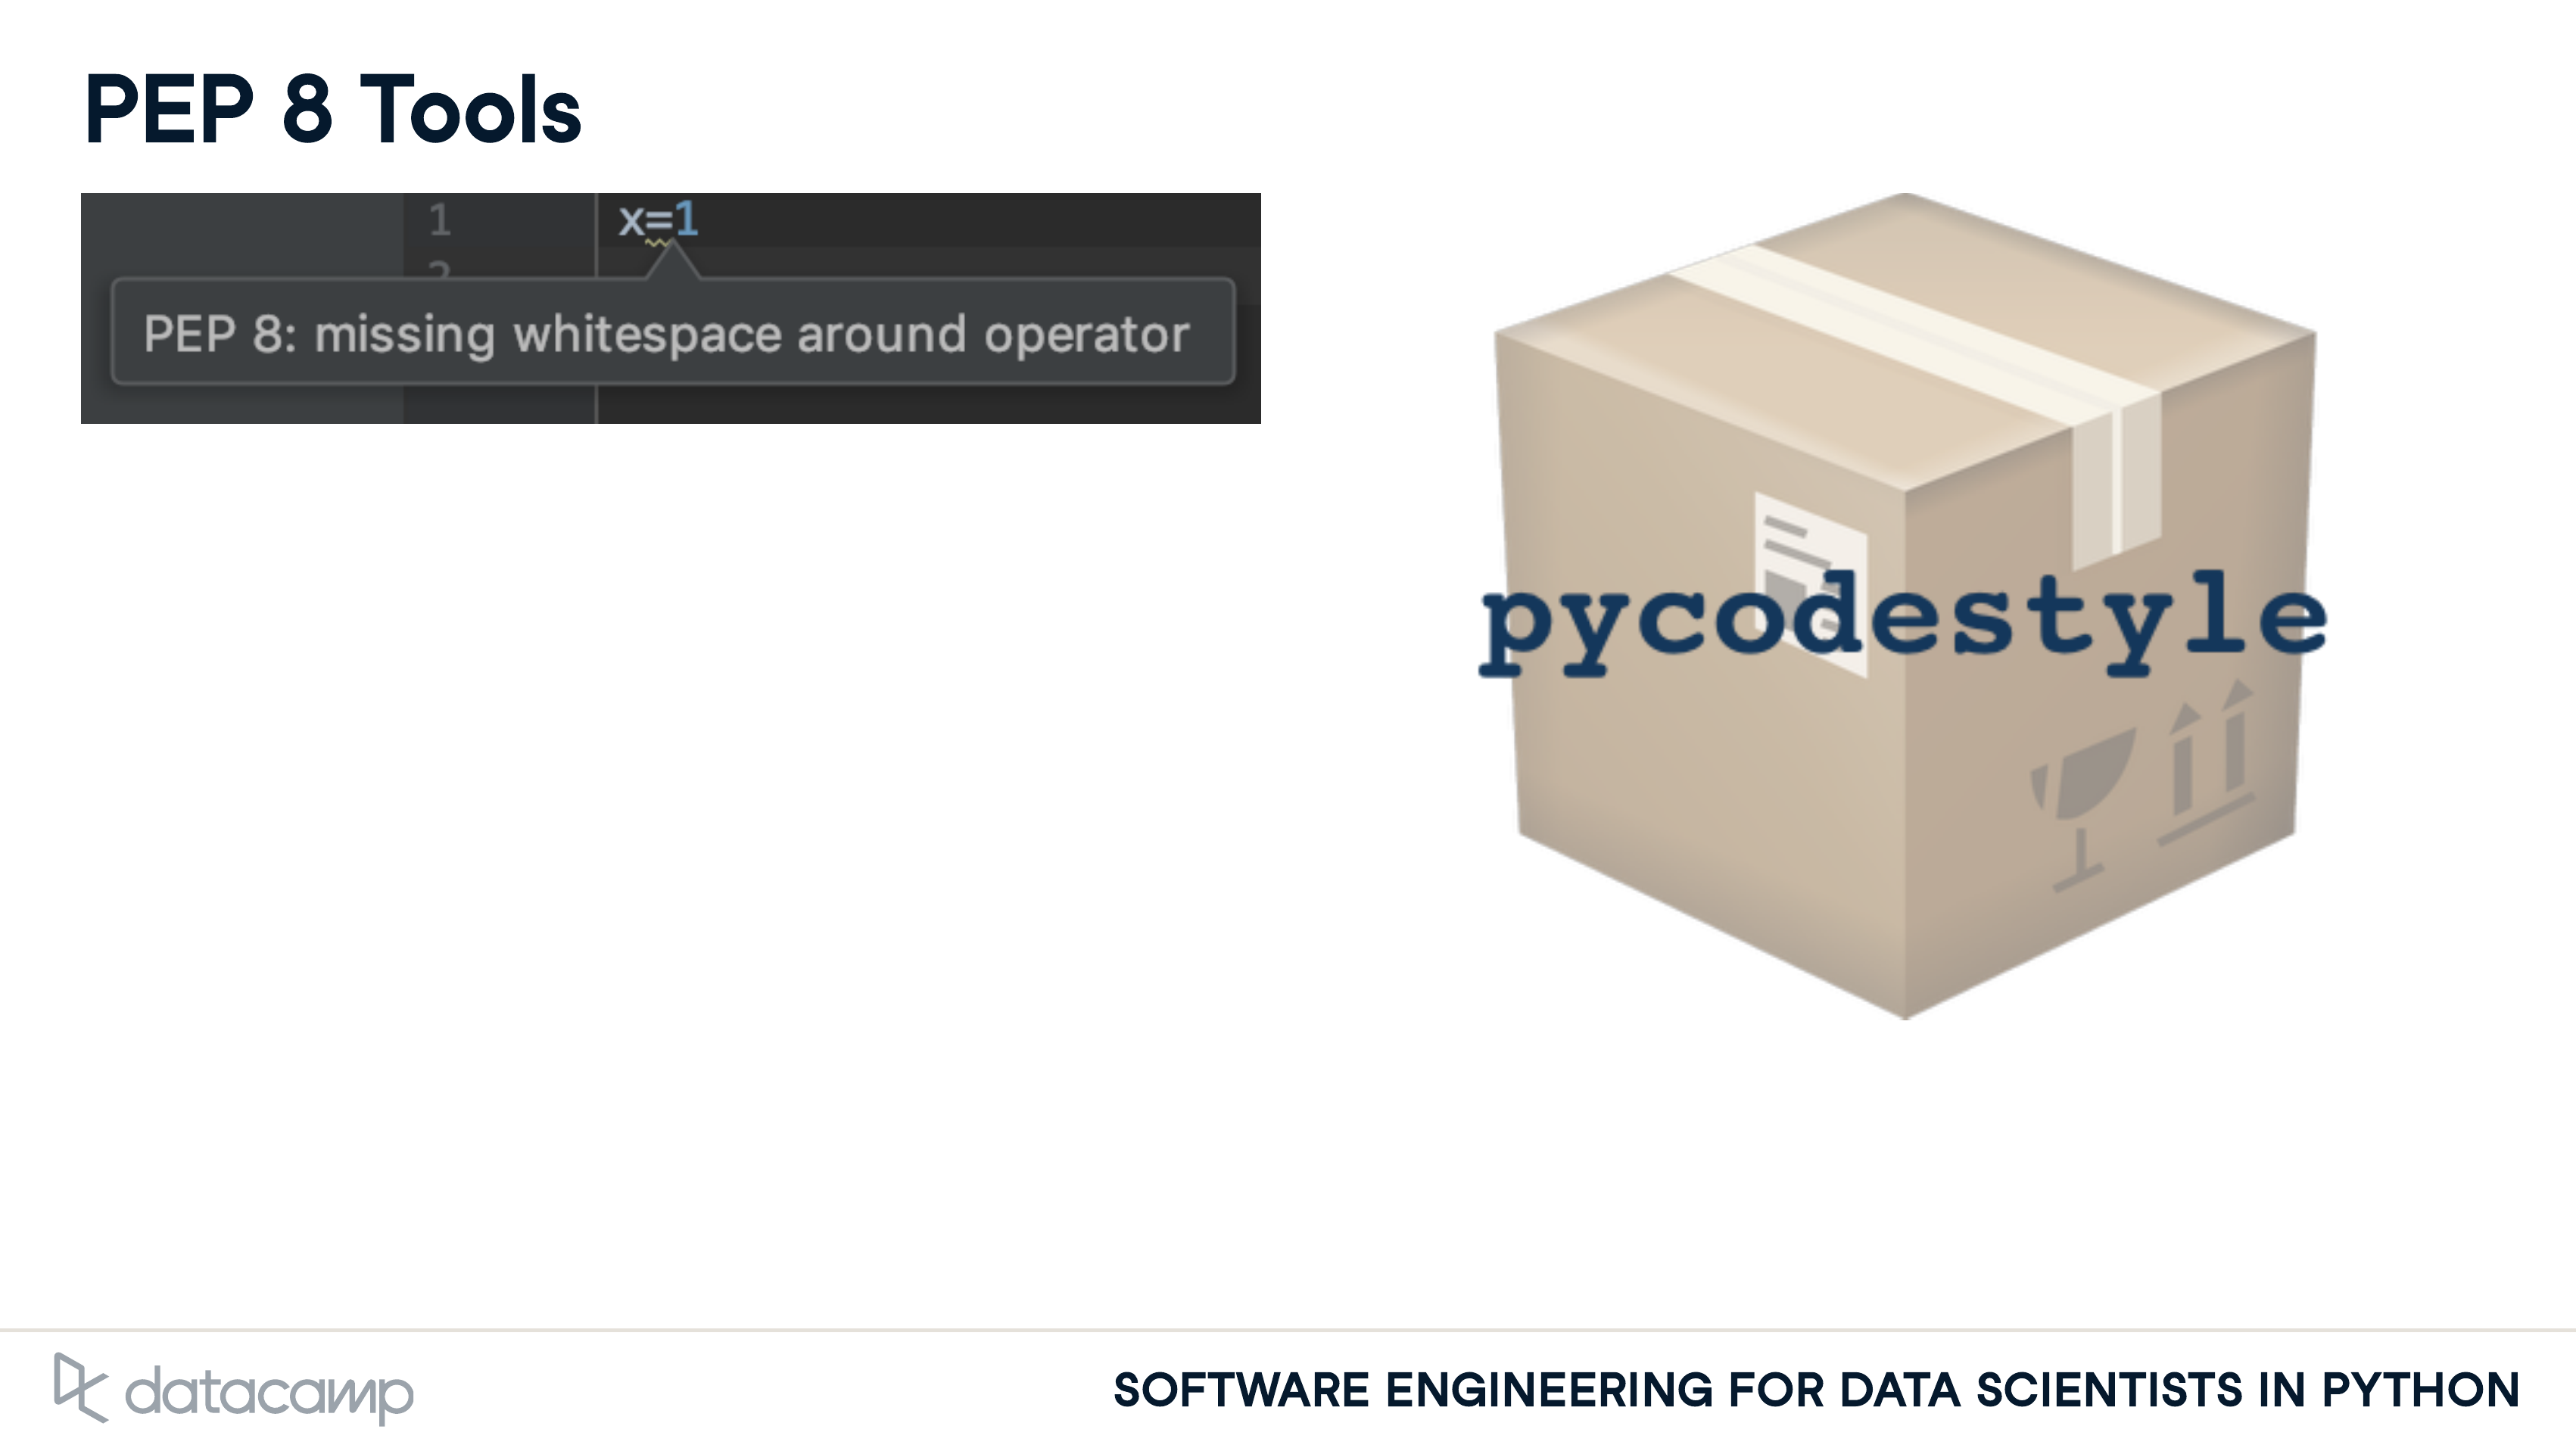 PEP 8 Tools
1 x=1
2
PEP 8: missing whitespace around operator
pycodestyle
datacamp
SOFTWARE ENGINEERING FOR DATA SCIENTISTS IN PYTHON